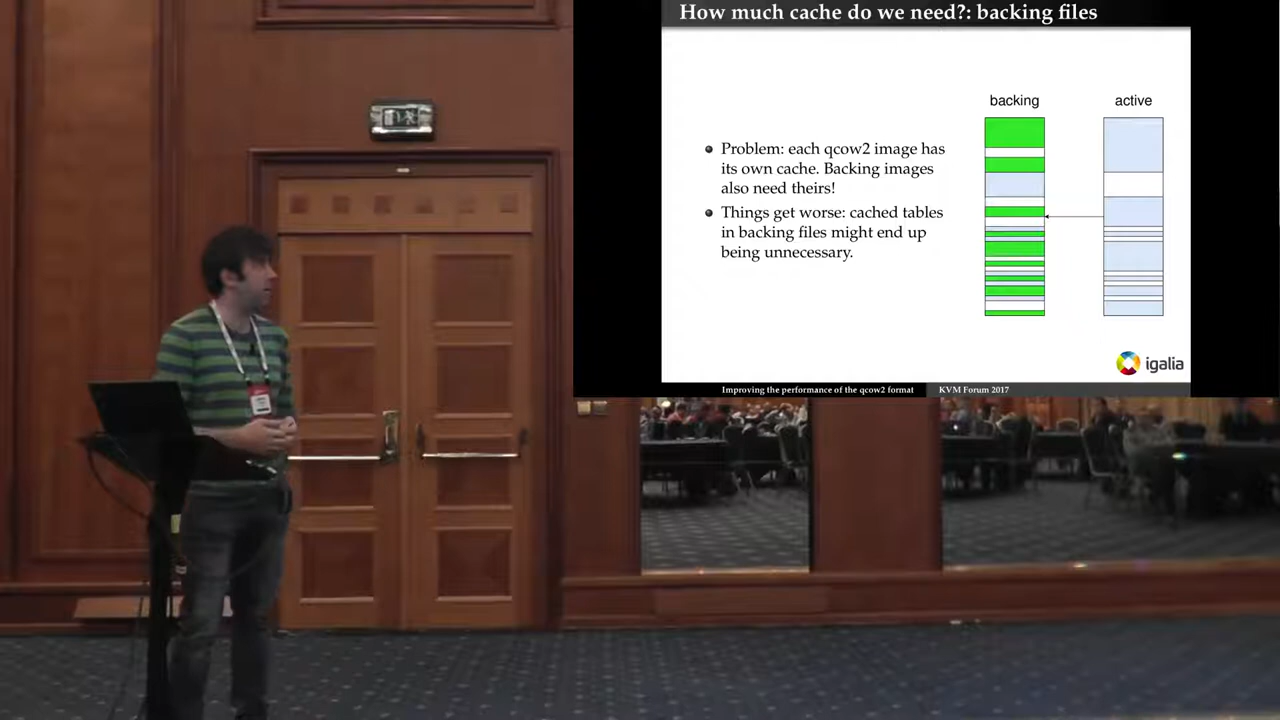 How much cache do we need?: backing files
backing
active
Problem: each qcow2 image has
its own cache. Backing images
also need theirs!
Things get worse: cached tables
in backing files might end up
being unnecessary.
igalia
Improving the performance of the qcow2 format
KVM Forum 2017